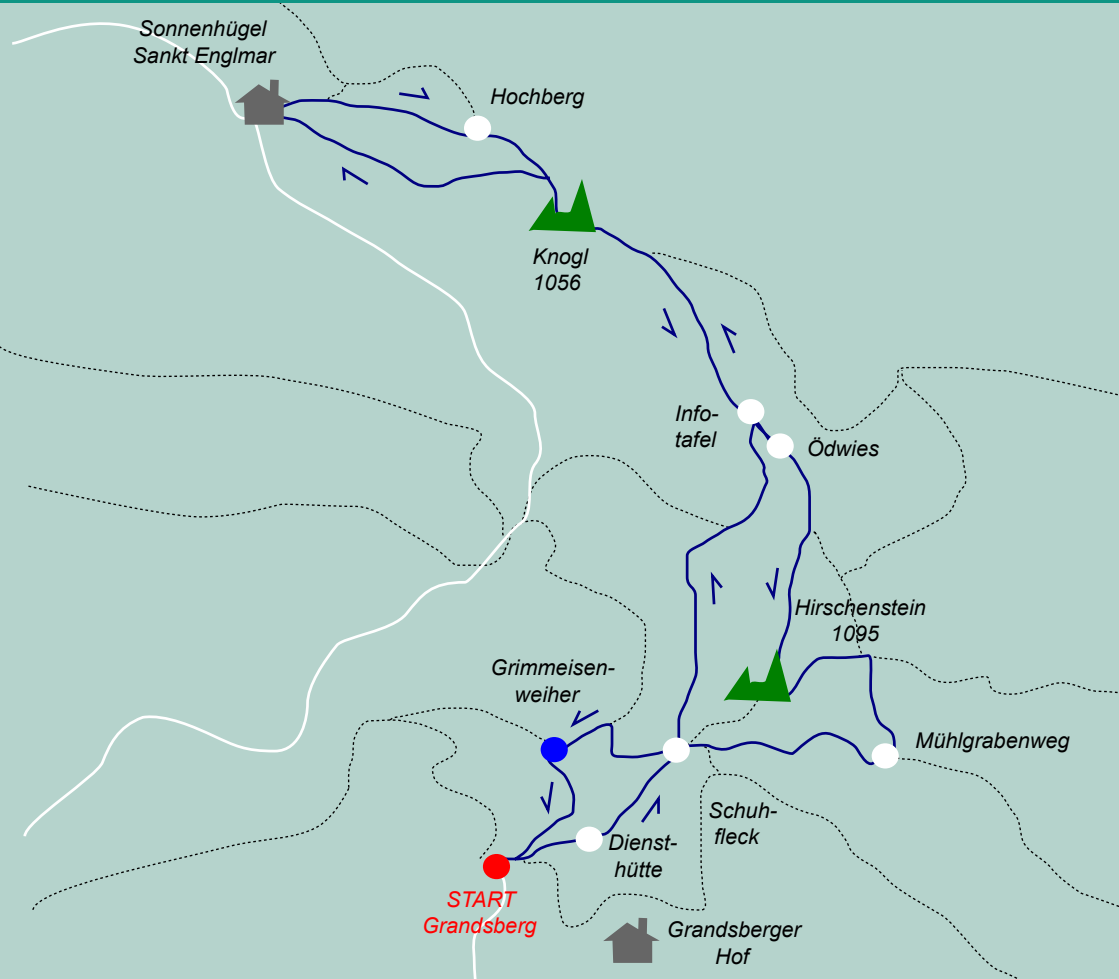 Sonnenhügel
Sankt Englmar
Hochberg
Knogl
1056
Info-
tafel
Ödwies
Hirschenstein
1095
Grimmeisen-
weiher
Mühlgrabenweg
Schuh-
fleck
Dienst-
hütte
START
Grandsberg
Grandsberger
Hof